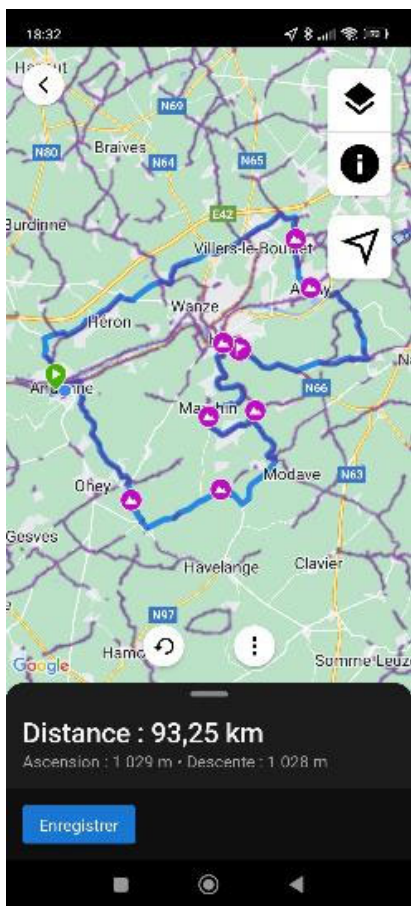 18:32
N69
N80
Braives
N64
N65
E42
Villers-le-Bouillet
Wanze
Héron
N66
Modave
N63
Ohey
Gesves
Havelange
Clavier
N97
Google
Somme-Leuze
Distance : 93,25 km
Ascension : 1 029 m • Descente : 1 028 m
Enregistrer